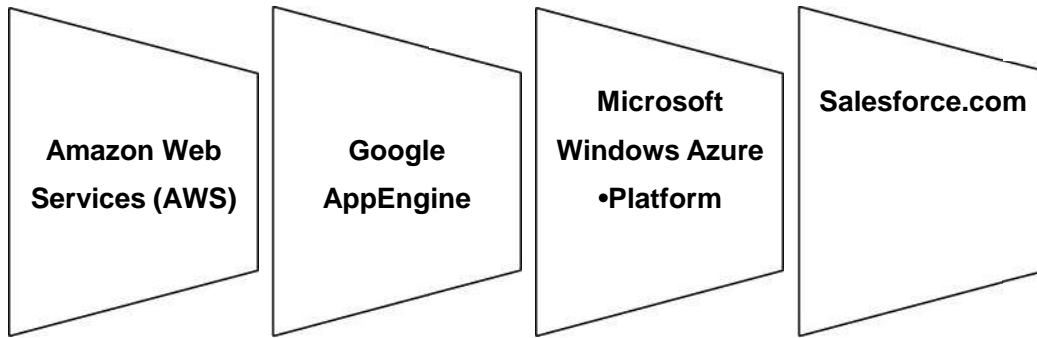 Amazon Web
Services (AWS)
Google
AppEngine
Microsoft
Windows Azure
•Platform
Salesforce.com